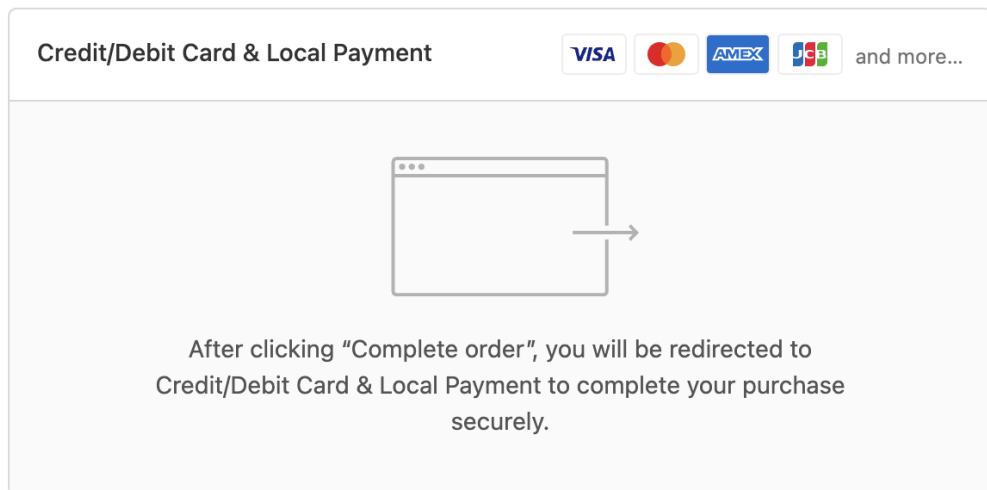 Credit/Debit Card & Local Payment VISA AMEX JCB and more...
After clicking “Complete order”, you will be redirected to
Credit/Debit Card & Local Payment to complete your purchase
securely.